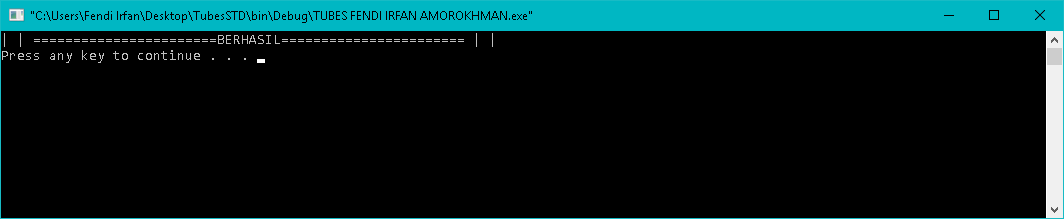 "C:\Users\Fendi Irfan\Desktop\TubesSTD\bin\Debug\TUBES FENDI IRFAN AMOROKHMAN.exe"
| | =======================BERHASIL======================= | |
Press any key to continue . . .